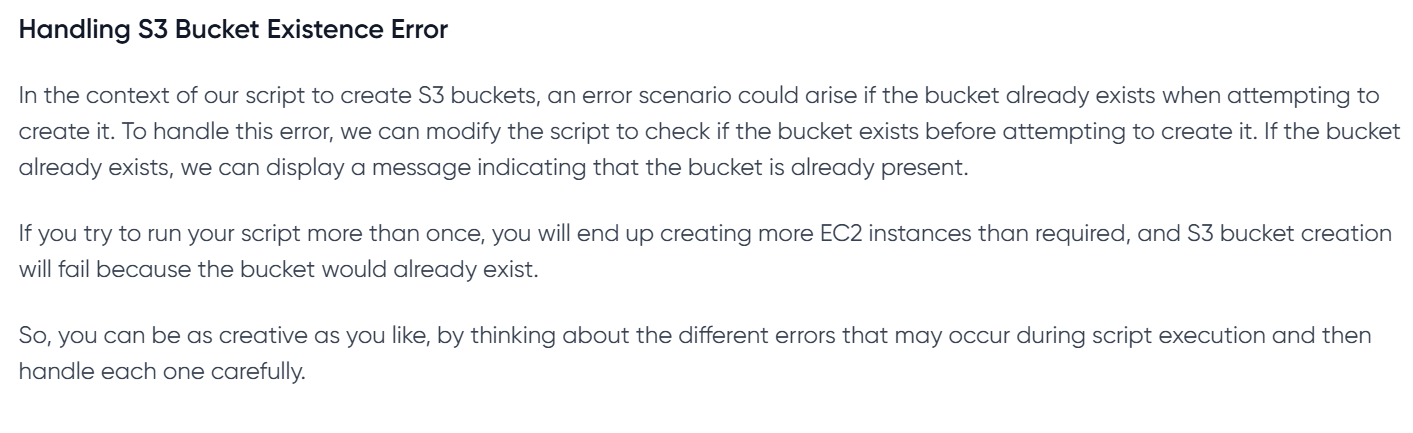 Handling S3 Bucket Existence Error
In the context of our script to create S3 buckets, an error scenario could arise if the bucket already exists when attempting to
create it. To handle this error, we can modify the script to check if the bucket exists before attempting to create it. If the bucket
already exists, we can display a message indicating that the bucket is already present.
If you try to run your script more than once, you will end up creating more EC2 instances than required, and S3 bucket creation
will fail because the bucket would already exist.
So, you can be as creative as you like, by thinking about the different errors that may occur during script execution and then
handle each one carefully.